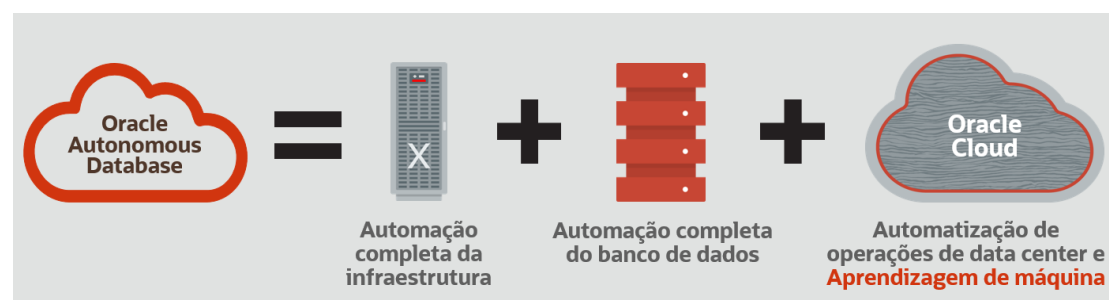 Oracle
Autonomous
Database
=
X
+
+
Oracle
Cloud
Automação
completa da
infraestrutura
Automação completa
do banco de dados
Automatização de
operações de data center e
Aprendizagem de máquina